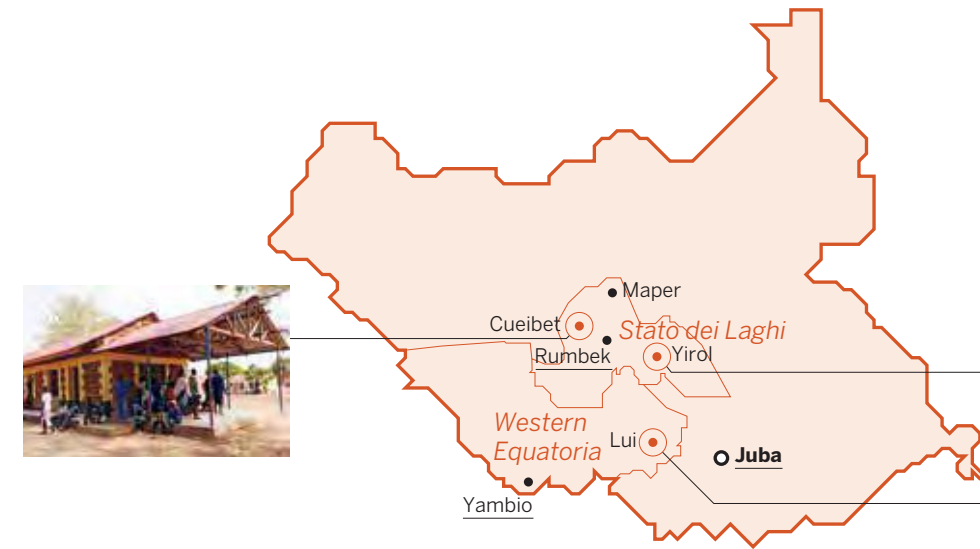 Maper
Cueibet
Stato dei Laghi
Rumbek
Yirol
Western
Equatoria
Lui
Juba
Yambio